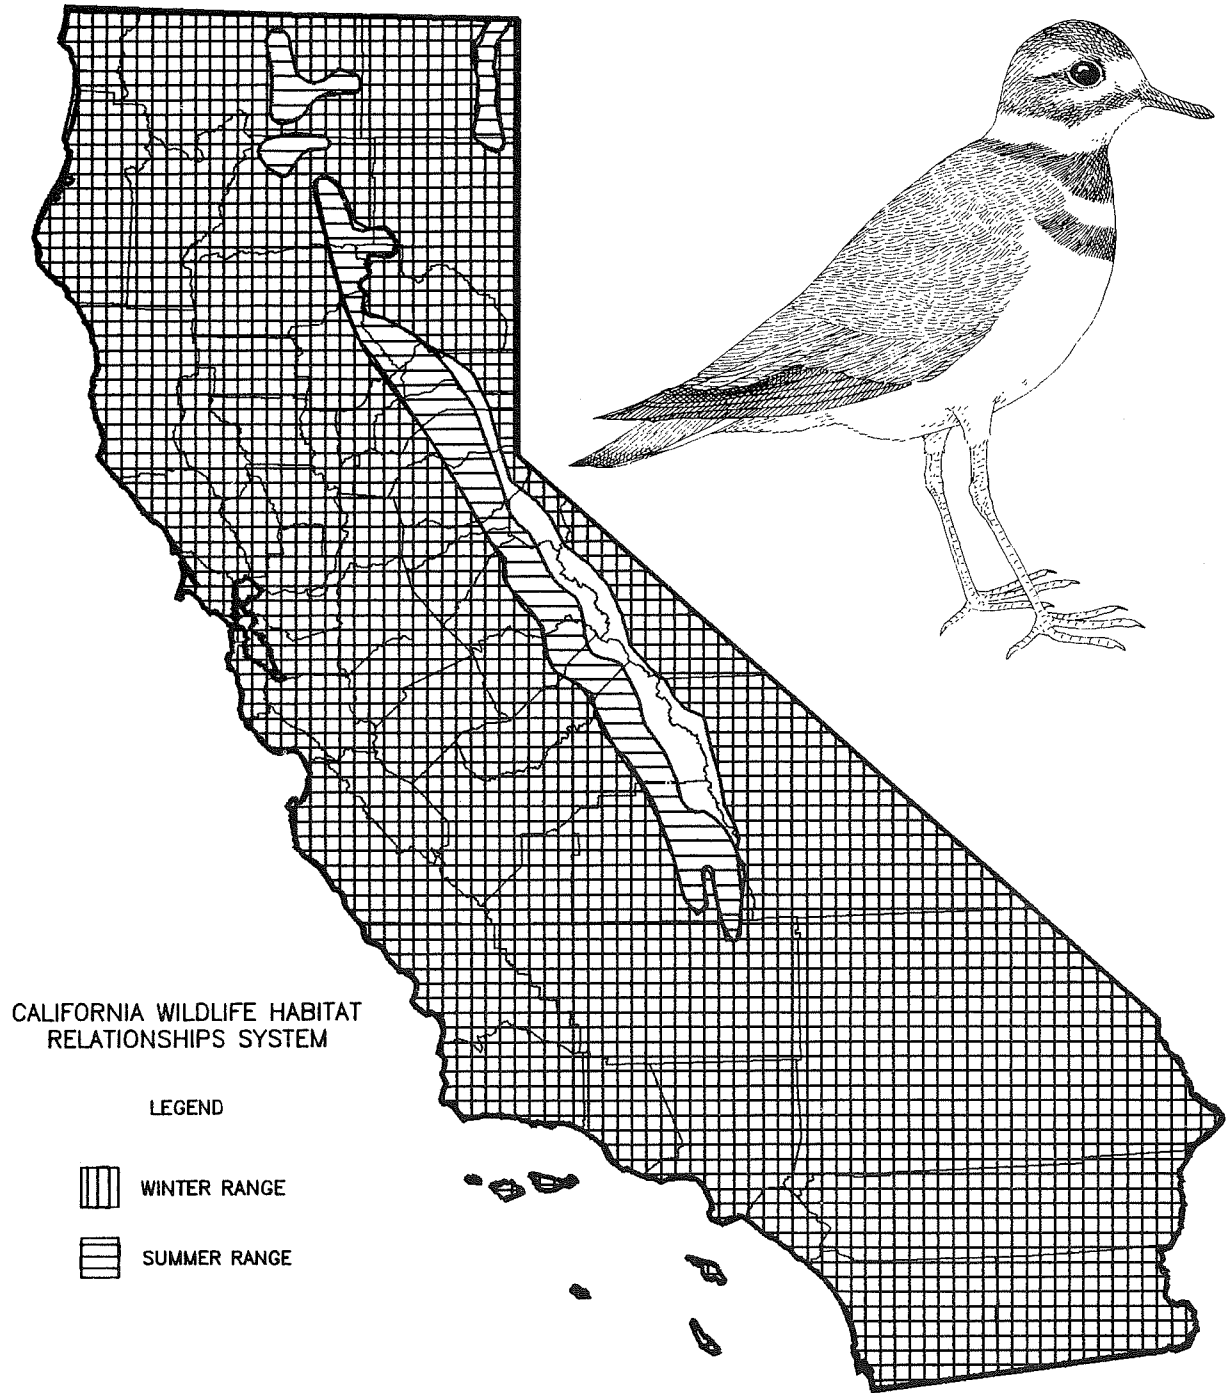 CALIFORNIA WILDLIFE HABITAT
RELATIONSHIPS SYSTEM
LEGEND
WINTER RANGE
SUMMER RANGE